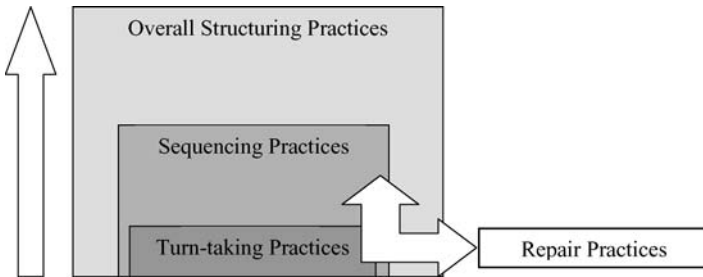 Overall Structuring Practices
Sequencing Practices
Turn-taking Practices
Repair Practices